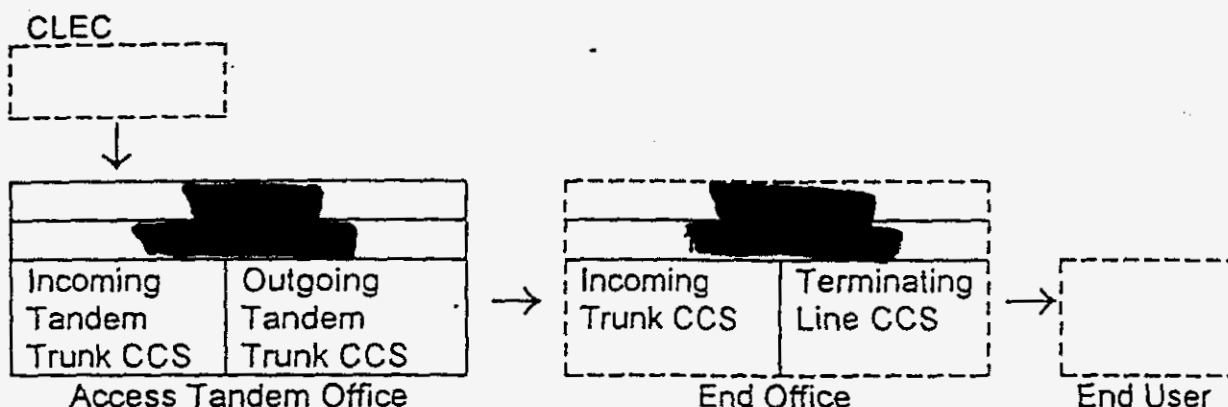 CLEC
Incoming
Tandem
Trunk CCS
Outgoing
Tandem
Trunk CCS
Incoming
Trunk CCS
Terminating
Line CCS
Access Tandem Office
End Office
End User